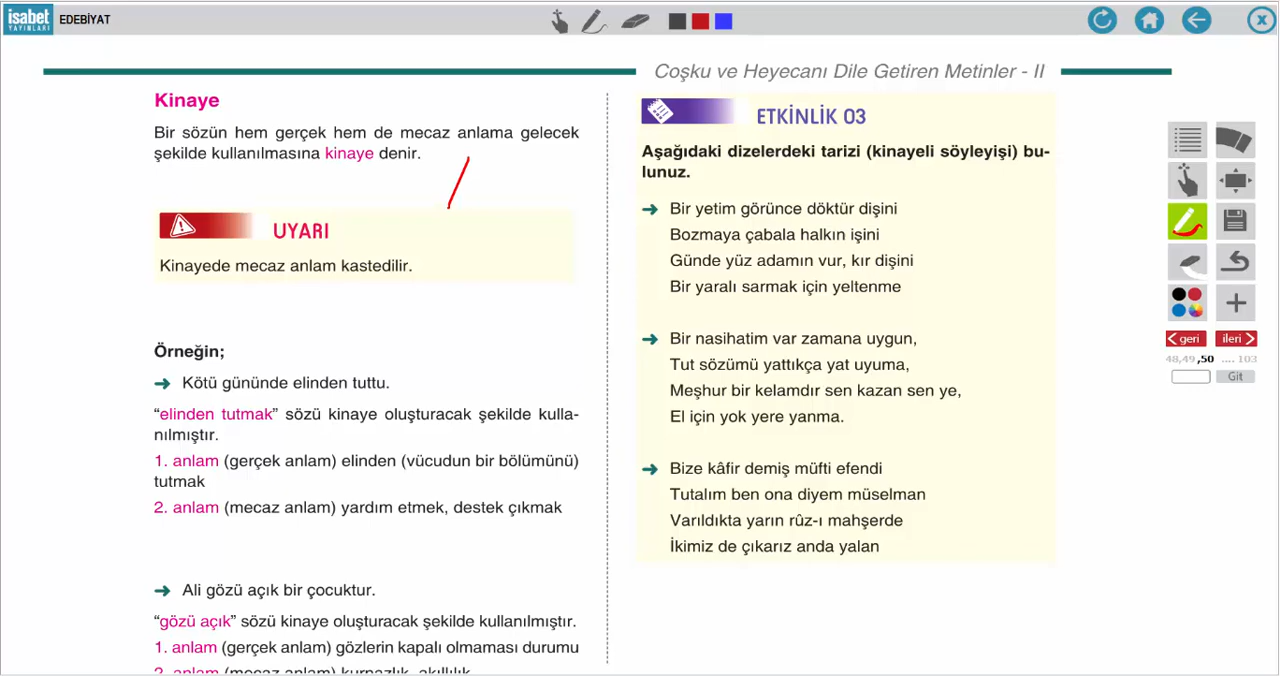 isabet
YAYINLARI
EDEBİYAT
Coşku ve Heyecanı Dile Getiren Metinler - II
Kinaye
Bir sözün hem gerçek hem de mecaz anlama gelecek
şekilde kullanılmasına kinaye denir.
UYARI
Kinayede mecaz anlam kastedilir.
Örneğin;
Kötü gününde elinden tuttu.
“elinden tutmak” sözü kinaye oluşturacak şekilde kulla-
nılmıştır.
1. anlam (gerçek anlam) elinden (vücudun bir bölümünü)
tutmak
2. anlam (mecaz anlam) yardım etmek, destek çıkmak
Ali gözü açık bir çocuktur.
“gözü açık” sözü kinaye oluşturacak şekilde kullanılmıştır.
1. anlam (gerçek anlam) gözlerin kapalı olmaması durumu
2. anlam (mecaz anlam) kurnazlık, akıllılık
ETKİNLİK 03
Aşağıdaki dizelerdeki tarizi (kinayeli söyleyişi) bu-
lunuz.
Bir yetim görünce döktür dişini
Bozmaya çabala halkın işini
Günde yüz adamın vur, kır dişini
Bir yaralı sarmak için yeltenme
Bir nasihatim var zamana uygun,
Tut sözümü yattıkça yat uyuma,
Meşhur bir kelamdır sen kazan sen ye,
El için yok yere yanma.
Bize kâfir demiş müfti efendi
Tutalım ben ona diyem müselman
Varıldıkta yarın rûz-ı mahşerde
İkimiz de çıkarız anda yalan
geri
ileri
48,49,50 .... 103
Git